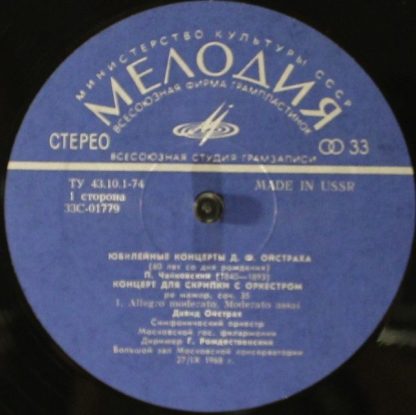 МИНИСТЕРСТВО КУЛЬТУРЫ СССР
МЕЛОДИЯ
ВСЕСОЮЗНАЯ ФИРМА ГРАМПЛАСТИНОК
СТЕРЕО
33
ВСЕСОЮЗНАЯ СТУДИЯ ГРАМЗАПИСИ
ТУ 43.10.1-74
MADE IN USSR
1 сторона
33С-01779
ЮБИЛЕЙНЫЕ КОНЦЕРТЫ Д. Ф. ОЙСТРАХА
(60 лет со дня рождения)
П. Чайковский (1840—1893)
КОНЦЕРТ ДЛЯ СКРИПКИ С ОРКЕСТРОМ
ре мажор, соч. 35
1. Allegro moderato. Moderato assai
Давид Ойстрах
Симфонический оркестр
Московской гос. филармонии
Дирижер Г. Рождественский
Большой зал Московской консерватории
27/IX 1968 г.